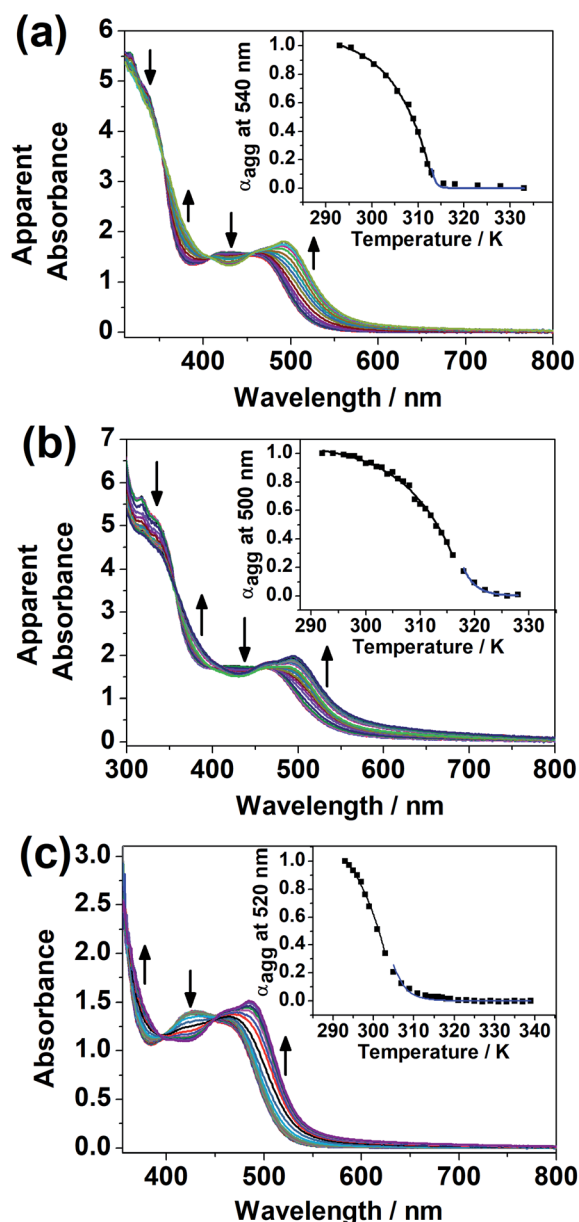 (a)
6
5
4
3
2
1
0
Apparent
Absorbance
400 500 600 700 800
Wavelength / nm
1.0
0.8
0.6
0.4
0.2
0.0
αagg at 540 nm
290 300 310 320 330 340
Temperature / K
(b)
7
6
5
4
3
2
1
0
Apparent
Absorbance
300 400 500 600 700 800
Wavelength / nm
1.0
0.8
0.6
0.4
0.2
0.0
αagg at 500 nm
290 300 310 320 330
Temperature / K
(c)
3.0
2.5
2.0
1.5
1.0
0.5
0.0
Absorbance
400 500 600 700 800
Wavelength / nm
1.0
0.8
0.6
0.4
0.2
0.0
αagg at 520 nm
290 300 310 320 330 340
Temperature / K